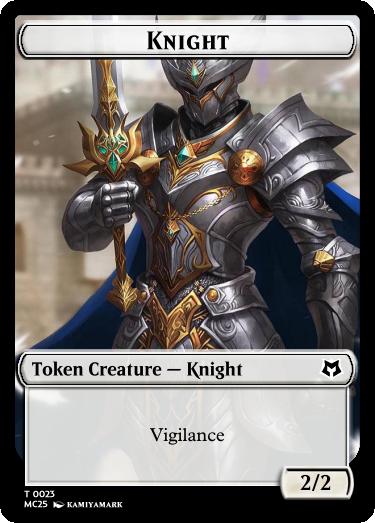 Knight
Token Creature — Knight
Vigilance
2/2
T 0023
MC25 KAMIYAMARK